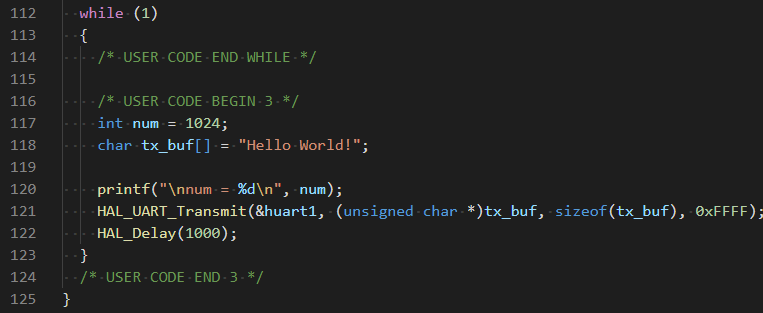 112 while (1)
113 {
114 /* USER CODE END WHILE */
115
116 /* USER CODE BEGIN 3 */
117 int num = 1024;
118 char tx_buf[] = "Hello World!";
119
120 printf("\nnum = %d\n", num);
121 HAL_UART_Transmit(&huart1, (unsigned char *)tx_buf, sizeof(tx_buf), 0xFFFF);
122 HAL_Delay(1000);
123 }
124 /* USER CODE END 3 */
125 }